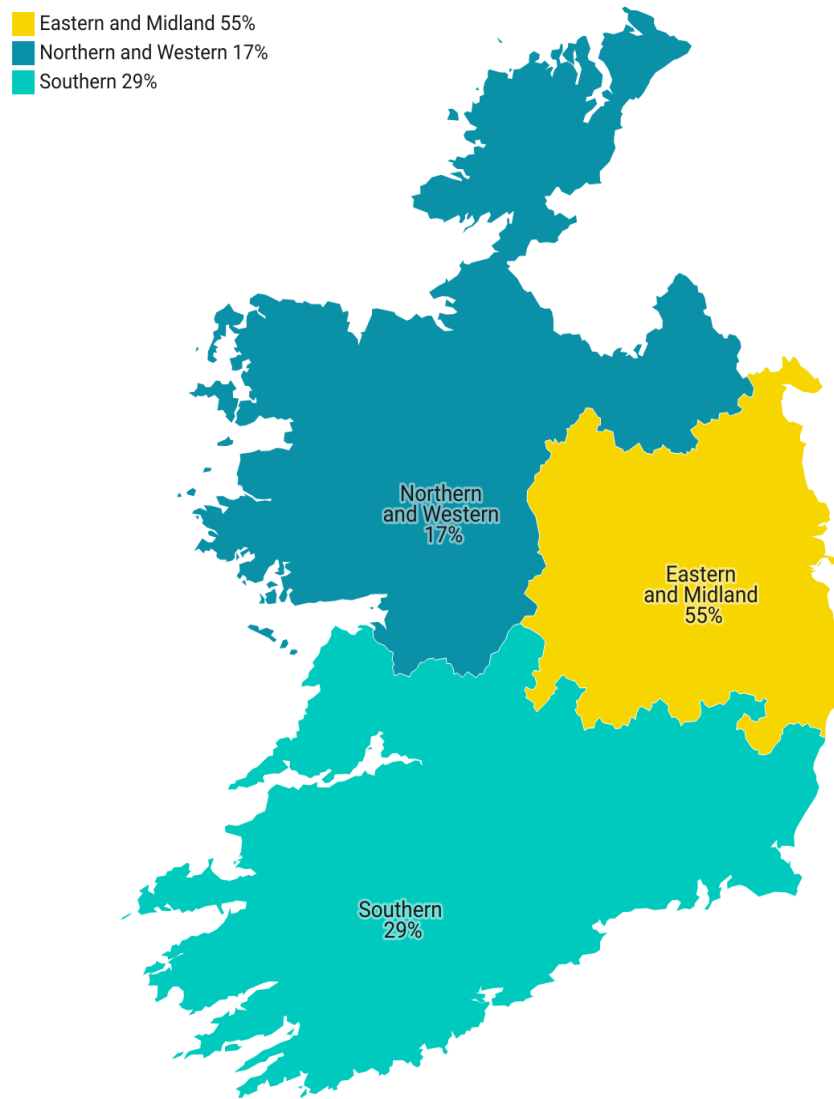 Eastern and Midland 55%
Northern and Western 17%
Southern 29%
Northern
and Western
17%
Eastern
and Midland
55%
Southern
29%